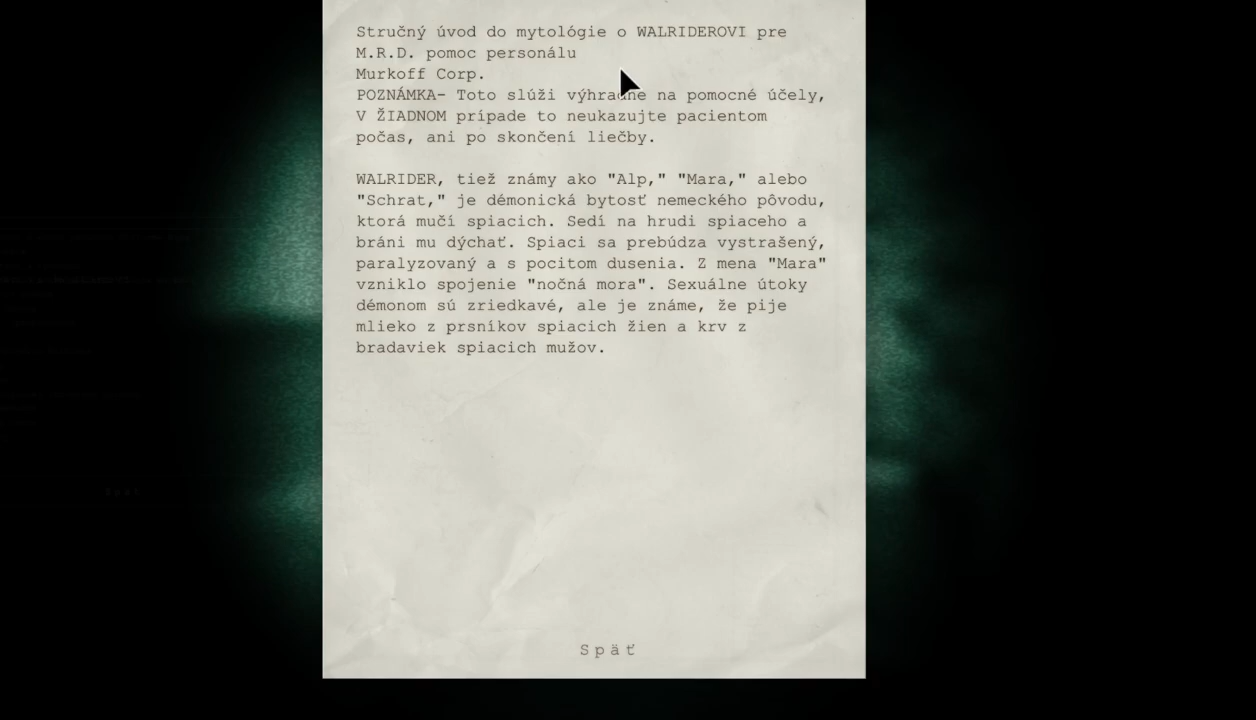 Stručný úvod do mytológie o WALRIDEROVI pre
M.R.D. pomoc personálu
Murkoff Corp.
POZNÁMKA- Toto slúži výhradne na pomocné účely,
V ŽIADNOM prípade to neukazujte pacientom
počas, ani po skončení liečby.
WALRIDER, tiež známy ako "Alp," "Mara," alebo
"Schrat," je démonická bytosť nemeckého pôvodu,
ktorá mučí spiacich. Sedí na hrudi spiaceho a
bráni mu dýchať. Spiaci sa prebúdza vystrašený,
paralyzovaný a s pocitom dusenia. Z mena "Mara"
vzniklo spojenie "nočná mora". Sexuálne útoky
démonom sú zriedkavé, ale je známe, že pije
mlieko z prsníkov spiacich žien a krv z
bradaviek spiacich mužov.
Späť